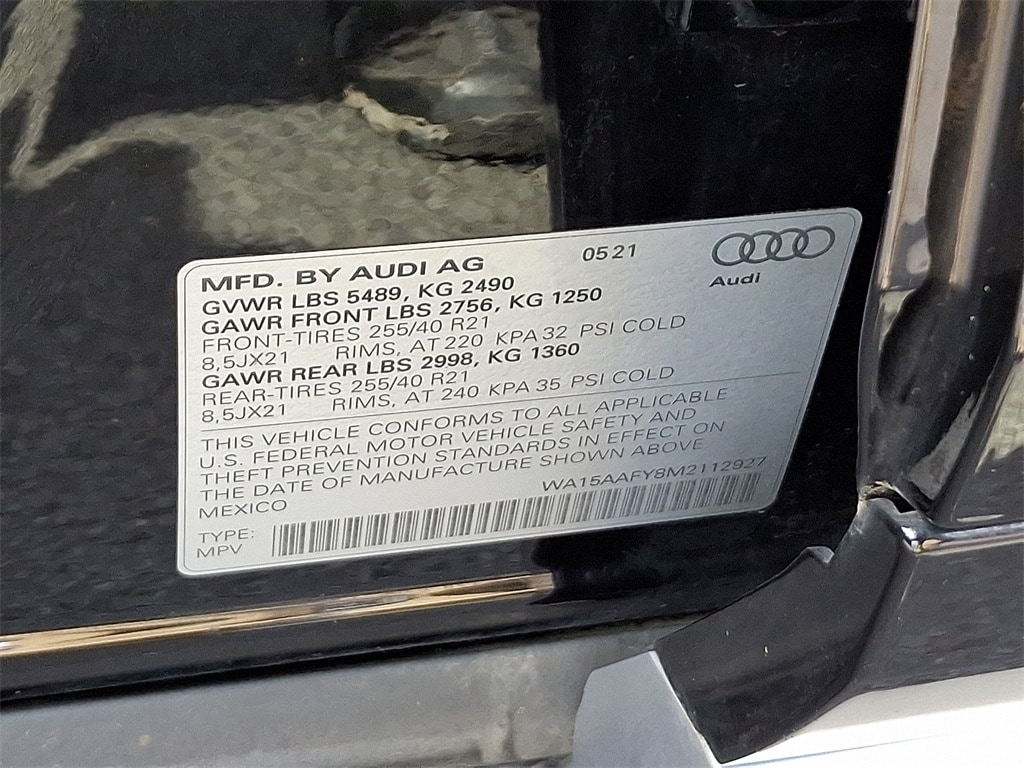 MFD. BY AUDI AG 05 21
Audi
GVWR LBS 5489, KG 2490
GAWR FRONT LBS 2756, KG 1250
FRONT-TIRES 255/40 R21
8,5JX21 RIMS, AT 220 KPA 32 PSI COLD
GAWR REAR LBS 2998, KG 1360
REAR-TIRES 255/40 R21
8,5JX21 RIMS, AT 240 KPA 35 PSI COLD
THIS VEHICLE CONFORMS TO ALL APPLICABLE
U.S. FEDERAL MOTOR VEHICLE SAFETY AND
THEFT PREVENTION STANDARDS IN EFFECT ON
THE DATE OF MANUFACTURE SHOWN ABOVE
MEXICO WA15AAFY8M2112927
TYPE:
MPV